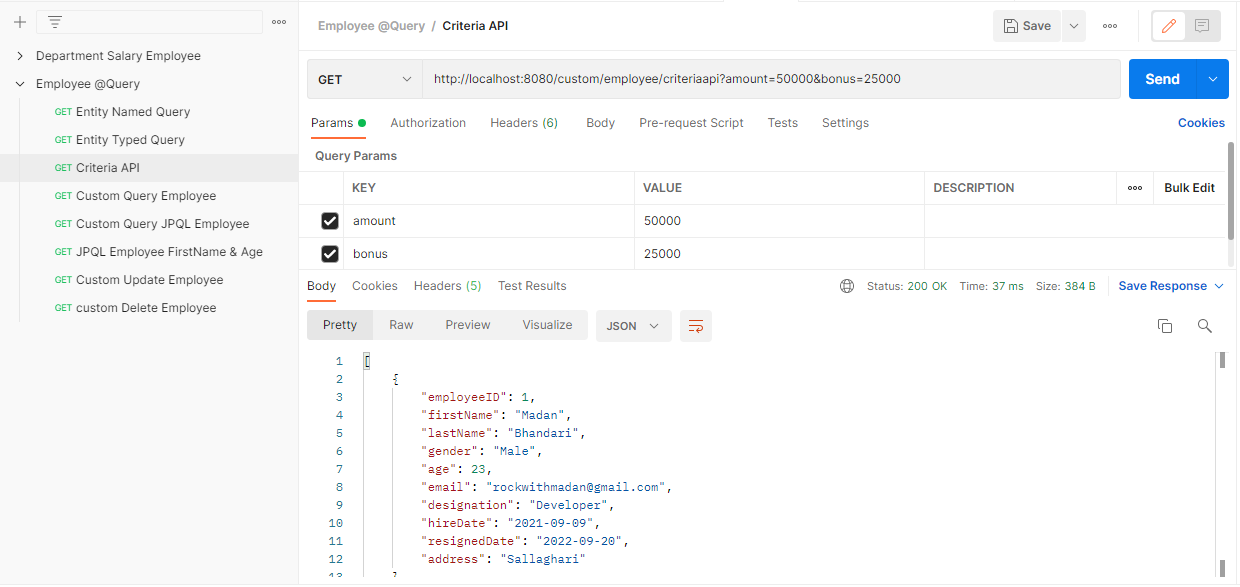 Department Salary Employee
Employee @Query
GET Entity Named Query
GET Entity Typed Query
GET Criteria API
GET Custom Query Employee
GET Custom Query JPQL Employee
GET JPQL Employee FirstName & Age
GET Custom Update Employee
GET custom Delete Employee
Employee @Query / Criteria API
Save
GET http://localhost:8080/custom/employee/criteriaapi?amount=50000&bonus=25000
Send
Params Authorization Headers (6) Body Pre-request Script Tests Settings Cookies
Query Params
KEY VALUE DESCRIPTION Bulk Edit
amount 50000
bonus 25000
Body Cookies Headers (5) Test Results Status: 200 OK Time: 37 ms Size: 384 B Save Response
Pretty Raw Preview Visualize JSON
1 [
2 {
3 "employeeID": 1,
4 "firstName": "Madan",
5 "lastName": "Bhandari",
6 "gender": "Male",
7 "age": 23,
8 "email": "rockwithmadan@gmail.com",
9 "designation": "Developer",
10 "hireDate": "2021-09-09",
11 "resignedDate": "2022-09-20",
12 "address": "Sallaghari"